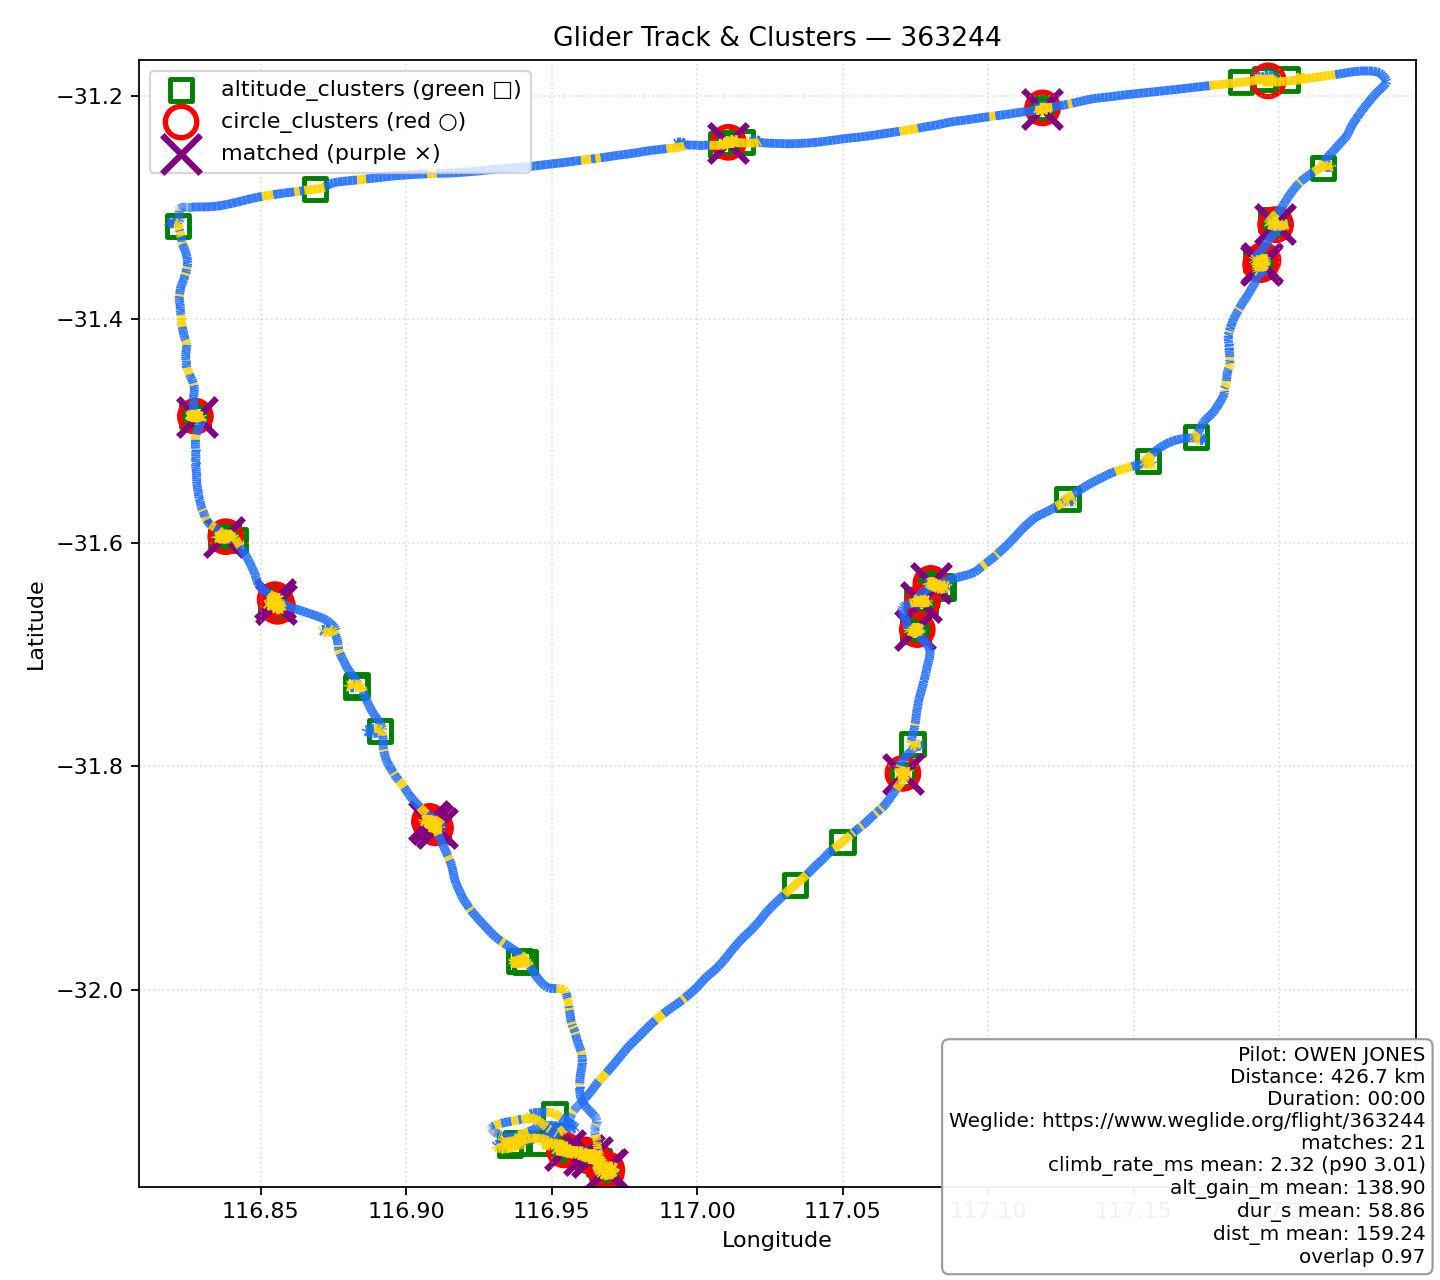 Glider Track & Clusters — 363244
altitude_clusters (green □)
circle_clusters (red ○)
matched (purple ×)
−31.2
−31.4
−31.6
−31.8
−32.0
Latitude
116.85
116.90
116.95
117.00
117.05
117.10
117.15
Longitude
Pilot: OWEN JONES
Distance: 426.7 km
Duration: 00:00
Weglide: https://www.weglide.org/flight/363244
matches: 21
climb_rate_ms mean: 2.32 (p90 3.01)
alt_gain_m mean: 138.90
dur_s mean: 58.86
dist_m mean: 159.24
overlap 0.97